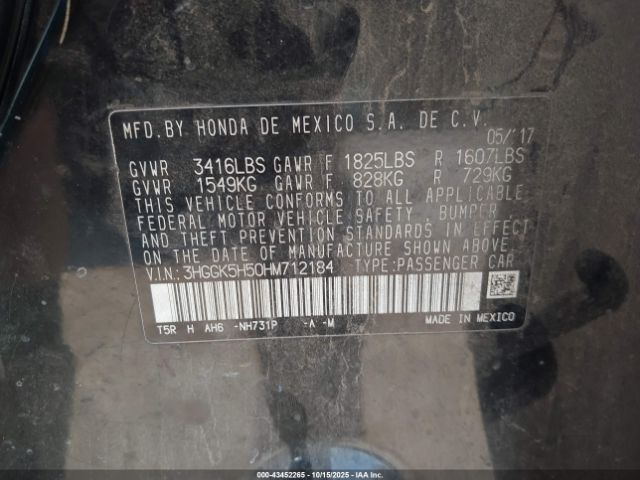 MFD.BY HONDA DE MEXICO S.A. DE C.V.
05/'17
GVWR 3416LBS GAWR F 1825LBS R 1607LBS
GVWR 1549KG GAWR F 828KG R 729KG
THIS VEHICLE CONFORMS TO ALL APPLICABLE
FEDERAL MOTOR VEHICLE SAFETY, BUMPER,
AND THEFT PREVENTION STANDARDS IN EFFECT
ON THE DATE OF MANUFACTURE SHOWN ABOVE.
V.IN: 3HGGK5H50HM712184 TYPE:PASSENGER CAR
T5R H AH6 -NH731P -A -M MADE IN MEXICO
000-43452265 - 10/15/2025 - IAAI.COM